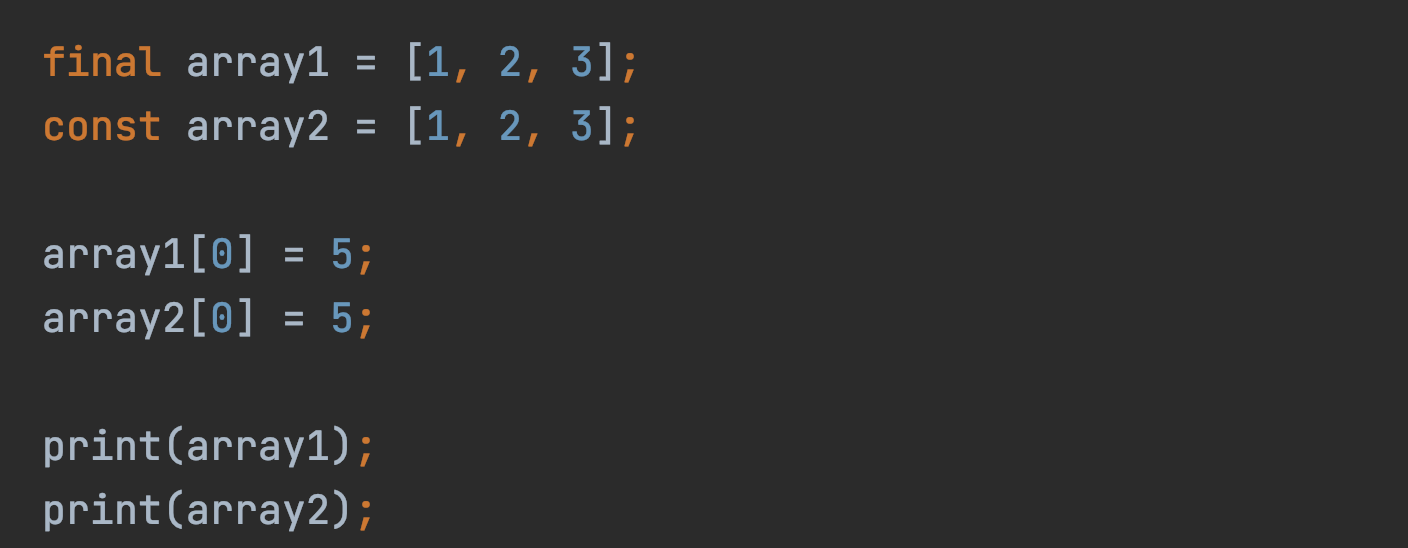 final array1 = [1, 2, 3];
const array2 = [1, 2, 3];
array1[0] = 5;
array2[0] = 5;
print(array1);
print(array2);